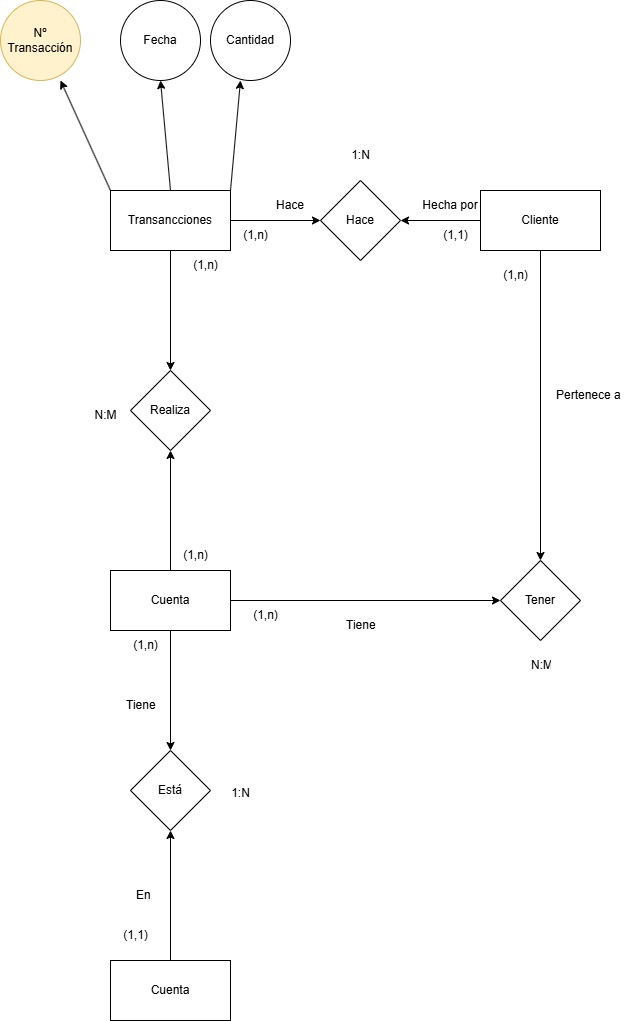 Nº
Transacción
Fecha
Cantidad
1:N
Hace
Hecha por
Transancciones
Hace
Cliente
(1,n)
(1,1)
(1,n)
(1,n)
Pertenece a
Realiza
N:M
(1,n)
Cuenta
Tener
(1,n)
Tiene
(1,n)
N:M
Tiene
Está
1:N
En
(1,1)
Cuenta